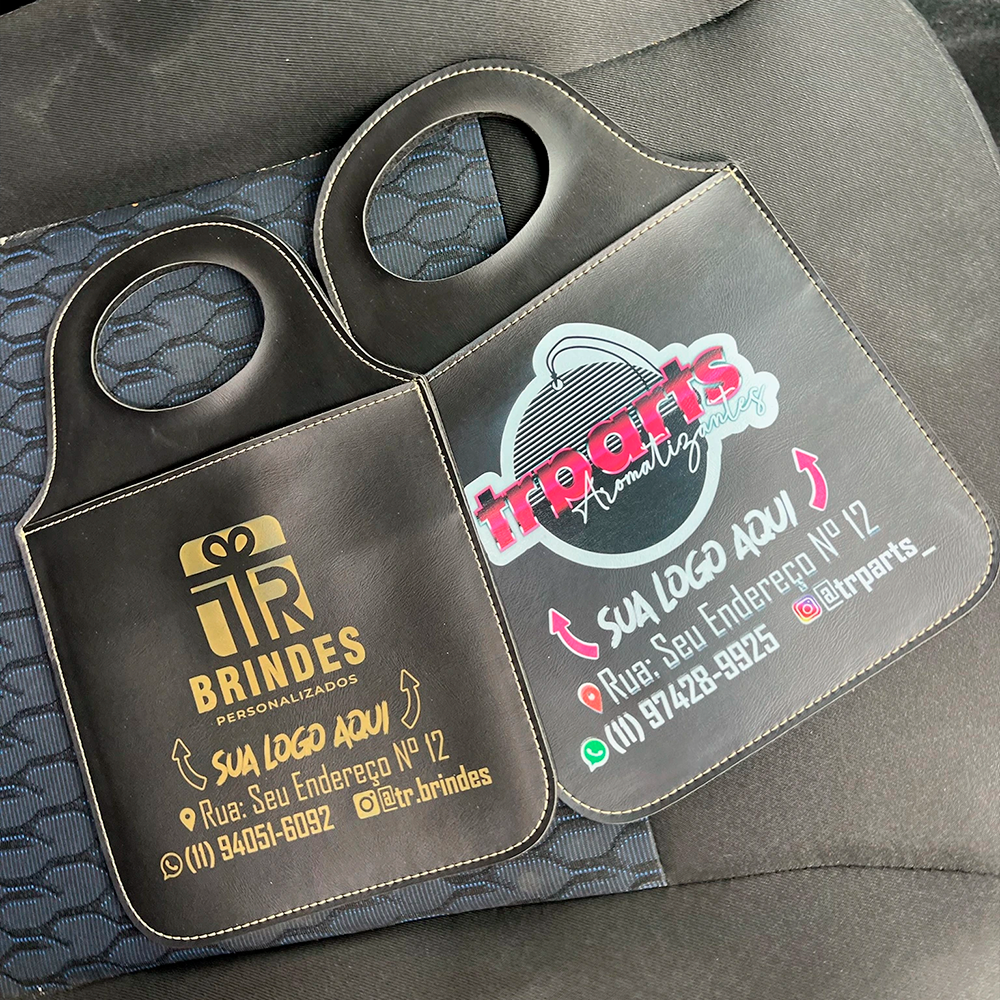 TR
BRINDES
PERSONALIZADOS
SUA LOGO AQUI
Rua: Seu Endereço Nº 12
(11) 94051-6092 @tr.brindes
trparts
Aromatizantes
SUA LOGO AQUI
Rua: Seu Endereço Nº 12
(11) 97428-9925 @trparts_